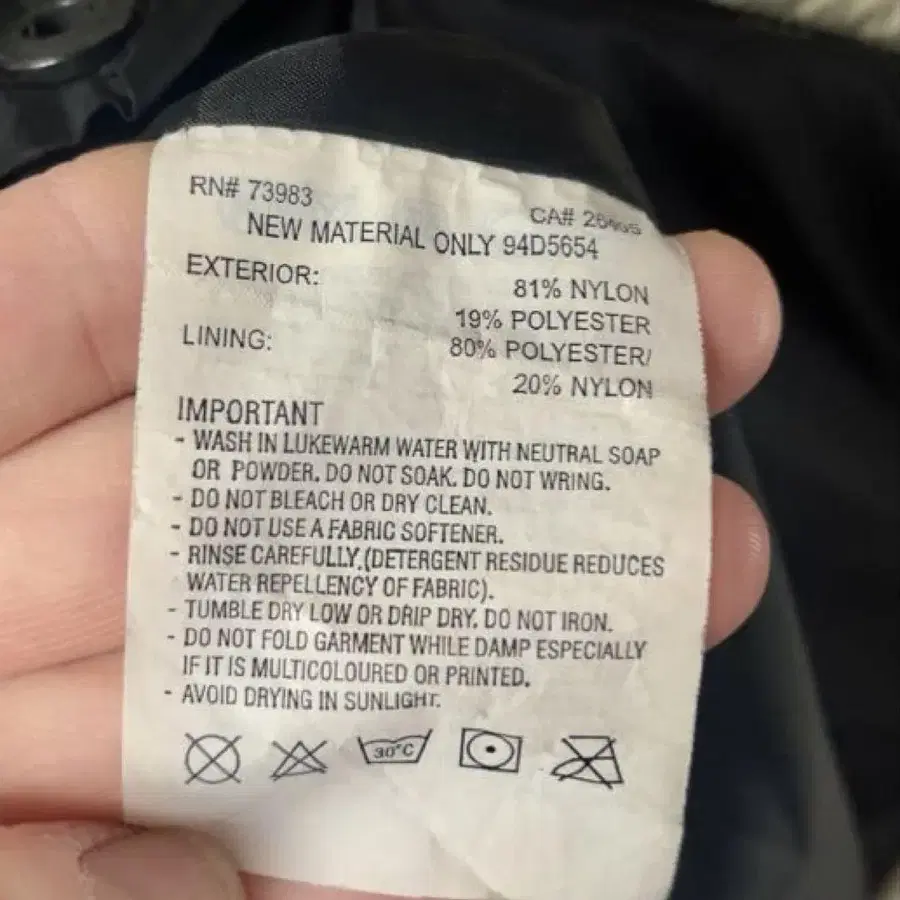 RN# 73983
CA#
NEW MATERIAL ONLY 94D5654
EXTERIOR: 81% NYLON
19% POLYESTER
LINING: 80% POLYESTER/
20% NYLON
IMPORTANT
- WASH IN LUKEWARM WATER WITH NEUTRAL SOAP
OR POWDER. DO NOT SOAK. DO NOT WRING.
- DO NOT BLEACH OR DRY CLEAN.
- DO NOT USE A FABRIC SOFTENER.
- RINSE CAREFULLY.(DETERGENT RESIDUE REDUCES
WATER REPELLENCY OF FABRIC).
- TUMBLE DRY LOW OR DRIP DRY. DO NOT IRON.
- DO NOT FOLD GARMENT WHILE DAMP ESPECIALLY
IF IT IS MULTICOLOURED OR PRINTED.
- AVOID DRYING IN SUNLIGHT.
30°C